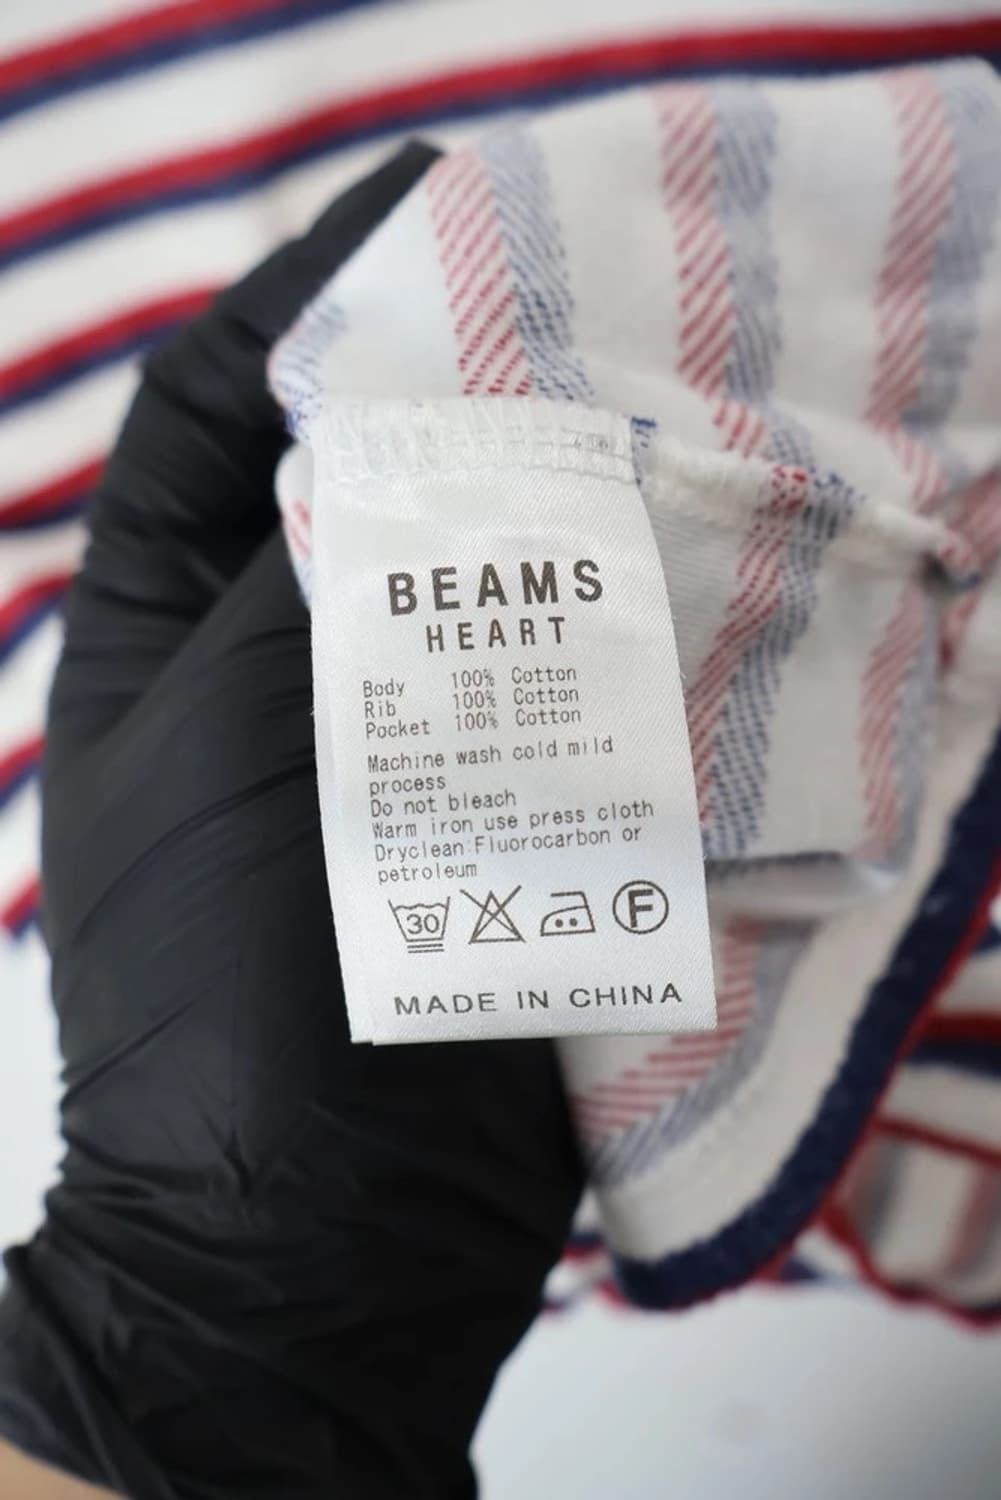 BEAMS
HEART
Body 100% Cotton
Rib 100% Cotton
Pocket 100% Cotton
Machine wash cold mild
process
Do not bleach
Warm iron use press cloth
Dryclean:Fluorocarbon or
petroleum
30 F
MADE IN CHINA